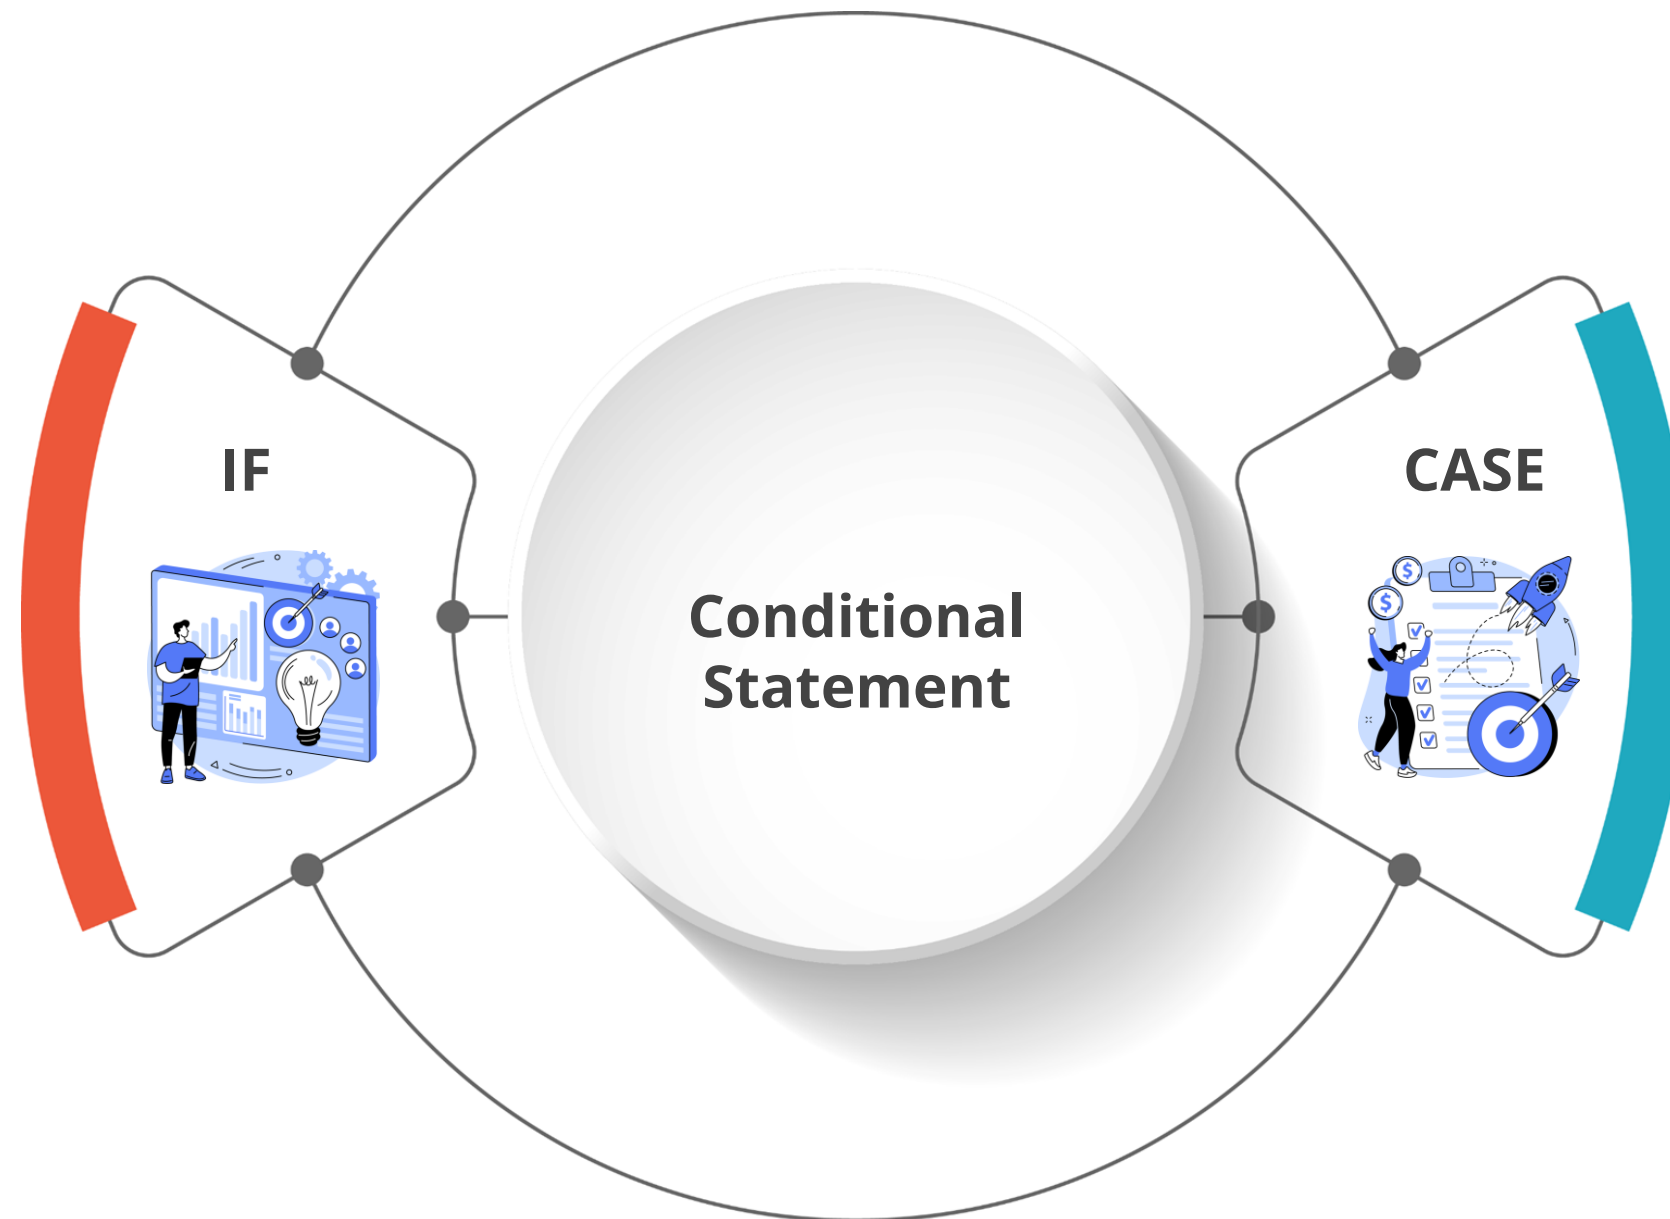 IF
CASE
Conditional
Statement
$
$